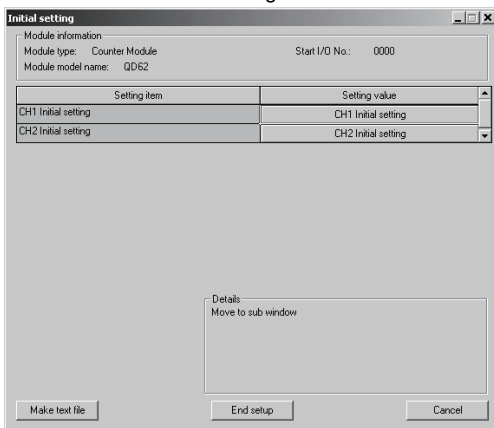 Initial setting
Module information
Module type: Counter Module Start I/O No.: 0000
Module model name: QD62
Setting item Setting value
CH1 Initial setting CH1 Initial setting
CH2 Initial setting CH2 Initial setting
Details
Move to sub window
Make text file End setup Cancel